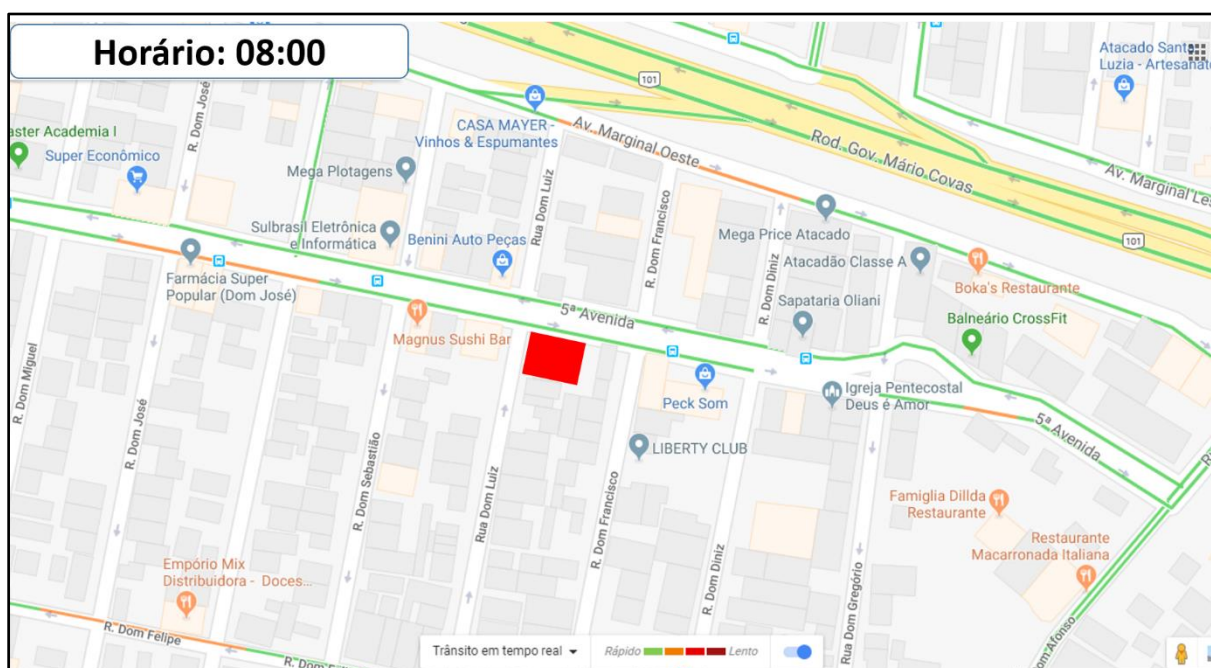 Horário: 08:00
101
Atacado Santa
Luzia - Artesanato
R. Dom José
CASA MAYER -
Vinhos & Espumantes
Av. Marginal Oeste
Rod. Gov. Mário Covas
aster Academia I
Super Econômico
Mega Plotagens
Rua Dom Luiz
R. Dom Francisco
Av. Marginal Les
Sulbrasil Eletrônica
e Informática
Benini Auto Peças
Mega Price Atacado
R. Dom Diniz
101
Atacadão Classe A
Farmácia Super
Popular (Dom José)
Boka's Restaurante
Sapataria Oliani
5ª Avenida
Balneário CrossFit
Magnus Sushi Bar
R. Dom Miguel
Peck Som
Igreja Pentecostal
Deus é Amor
5ª Avenida
R. Dom José
R. Dom Sebastião
LIBERTY CLUB
Rua Dom Luiz
R. Dom Francisco
Famiglia Dillda
Restaurante
Restaurante
Macarronada Italiana
Empório Mix
Distribuidora - Doces...
R. Dom Diniz
R. Dom Gregório
R. Dom Felipe
R. Dom Fe
om Afonso
Trânsito em tempo real
Rápido
Lento